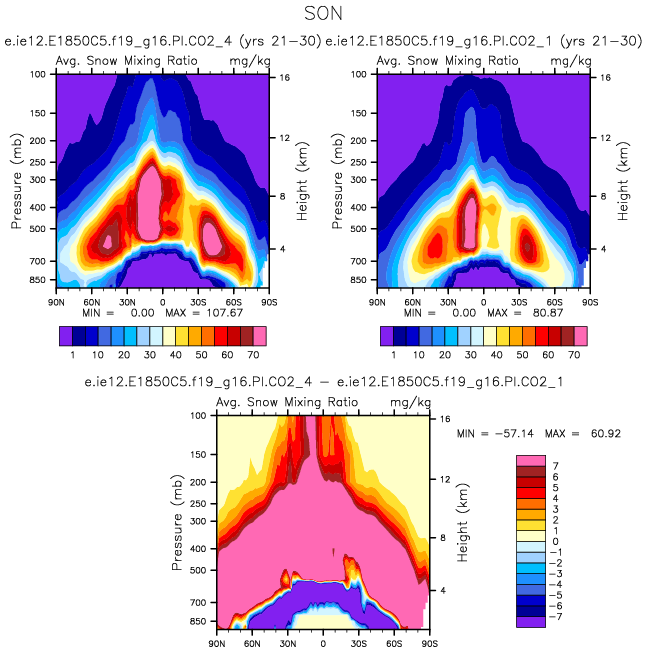 SON
e.ie12.E1850C5.f19_g16.PI.CO2_4 (yrs 21-30) e.ie12.E1850C5.f19_g16.PI.CO2_1 (yrs 21-30)
Avg. Snow Mixing Ratio mg/kg Avg. Snow Mixing Ratio mg/kg
100 16 100 16
150 150
200 12 200 12
250 250
300 300
8 8
400 400
500 500
4 4
700 700
850 850
Pressure (mb) Height (km) Pressure (mb) Height (km)
90N 60N 30N 0 30S 60S 90S 90N 60N 30N 0 30S 60S 90S
MIN = 0.00 MAX = 107.67 MIN = 0.00 MAX = 80.87
1 10 20 30 40 50 60 70 1 10 20 30 40 50 60 70
e.ie12.E1850C5.f19_g16.PI.CO2_4 - e.ie12.E1850C5.f19_g16.PI.CO2_1
Avg. Snow Mixing Ratio mg/kg
MIN = -57.14 MAX = 60.92
100 16
150
200 12
250
300
8
400
500
4
700
850
Pressure (mb) Height (km)
90N 60N 30N 0 30S 60S 90S
7
6
5
4
3
2
1
0
-1
-2
-3
-4
-5
-6
-7